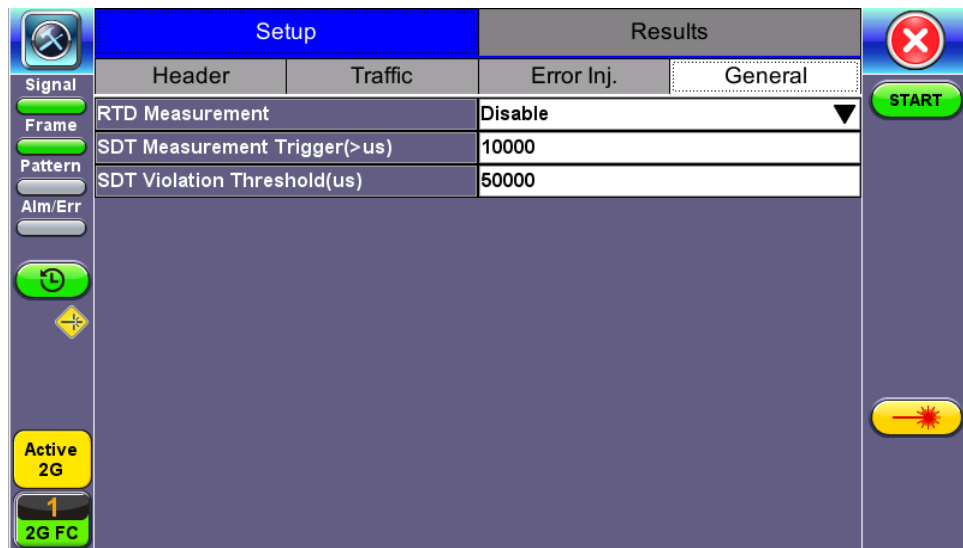 Setup
Results
Header
Traffic
Error Inj.
General
RTD Measurement
Disable
SDT Measurement Trigger(>us)
10000
SDT Violation Threshold(us)
50000
Signal
Frame
Pattern
Alm/Err
Active
2G
1
2G FC
START